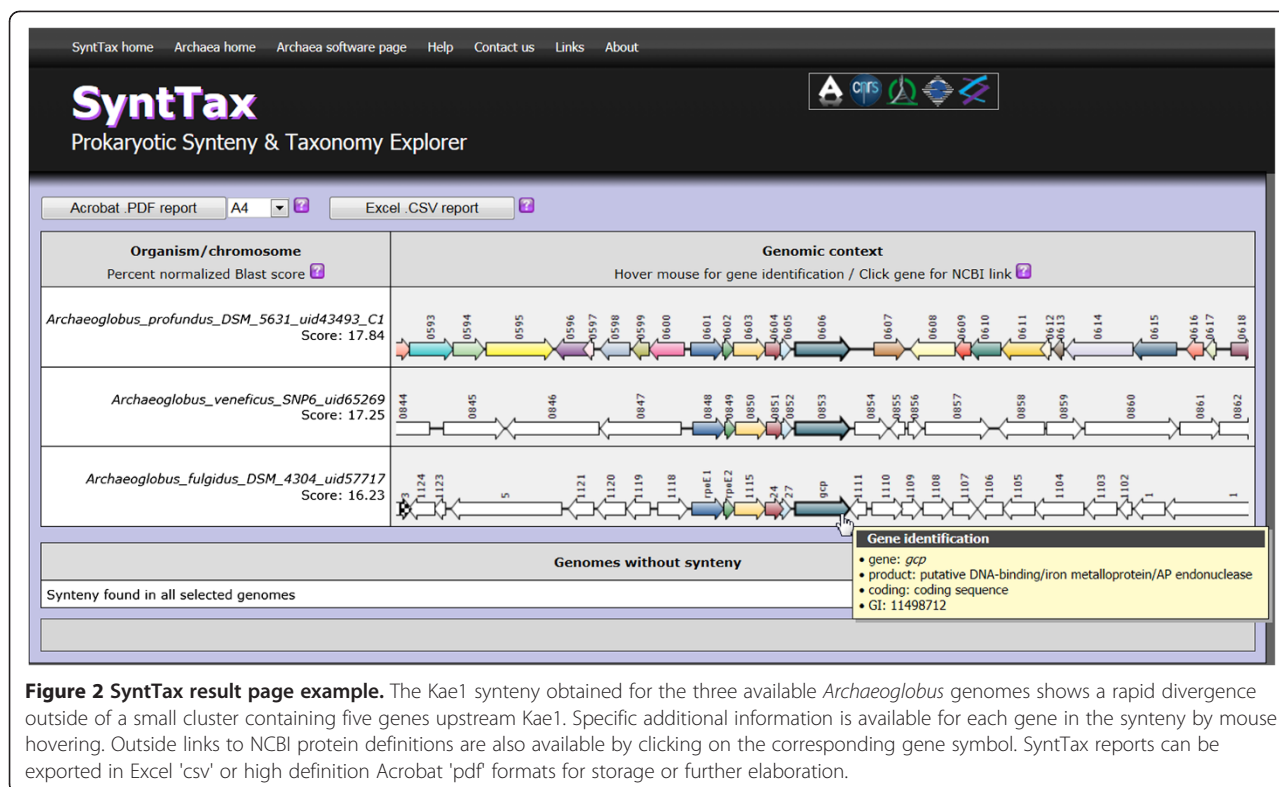 SyntTax home Archaea home Archaea software page Help Contact us Links About
SyntTax
cnrs
Prokaryotic Synteny & Taxonomy Explorer
Acrobat .PDF report A4 ? Excel .CSV report ?
Organism/chromosome
Percent normalized Blast score ?
Genomic context
Hover mouse for gene identification / Click gene for NCBI link ?
Archaeoglobus_profundus_DSM_5631_uid43493_C1
Score: 17.84
0593 0594 0595 0596 0597 0598 0599 0600 0601 0602 0603 0604 0605 0606 0607 0608 0609 0610 0611 0612 0613 0614 0615 0616 0617 0618
Archaeoglobus_veneficus_SNP6_uid65269
Score: 17.25
0844 0845 0846 0847 0848 0849 0850 0851 0852 0853 0854 0855 0856 0857 0858 0859 0860 0861 0862
Archaeoglobus_fulgidus_DSM_4304_uid57717
Score: 16.23
3 1124 1123 5 1121 1120 1119 1118 rpoE1 rpoE2 1115 24 27 gcp 1111 1110 1109 1108 1107 1106 1105 1104 1103 1102 1 1
Gene identification
• gene: gcp
• product: putative DNA-binding/iron metalloprotein/AP endonuclease
• coding: coding sequence
• GI: 11498712
Genomes without synteny
Synteny found in all selected genomes
Figure 2 SyntTax result page example. The Kae1 synteny obtained for the three available Archaeoglobus genomes shows a rapid divergence
outside of a small cluster containing five genes upstream Kae1. Specific additional information is available for each gene in the synteny by mouse
hovering. Outside links to NCBI protein definitions are also available by clicking on the corresponding gene symbol. SyntTax reports can be
exported in Excel 'csv' or high definition Acrobat 'pdf' formats for storage or further elaboration.